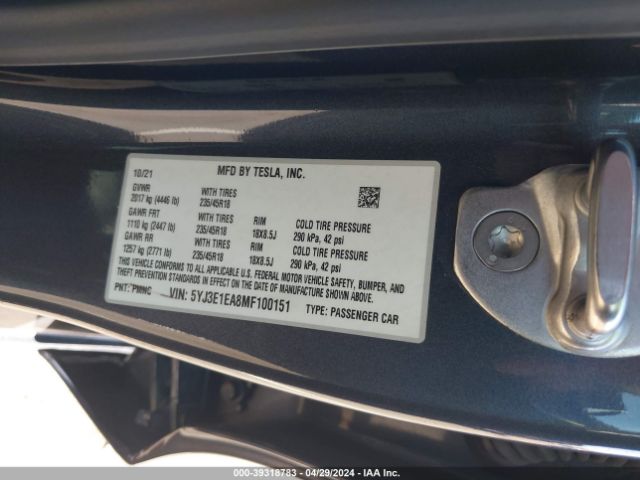 10/21 MFD BY TESLA, INC.
GVWR WITH TIRES
2017 kg (4446 lb) 235/45R18
GAWR FRT WITH TIRES RIM COLD TIRE PRESSURE
1110 kg (2447 lb) 235/45R18 18X8.5J 290 kPa, 42 psi
GAWR RR WITH TIRES RIM COLD TIRE PRESSURE
1257 kg (2771 lb) 235/45R18 18X8.5J 290 kPa, 42 psi
THIS VEHICLE CONFORMS TO ALL APPLICABLE U.S. FEDERAL MOTOR VEHICLE SAFETY, BUMPER, AND
THEFT PREVENTION STANDARDS IN EFFECT ON THE DATE OF MANUFACTURE SHOWN ABOVE.
PNT: PMNG VIN: 5YJ3E1EA8MF100151 TYPE: PASSENGER CAR
000-39318783 - 04/29/2024 - IAA Inc.